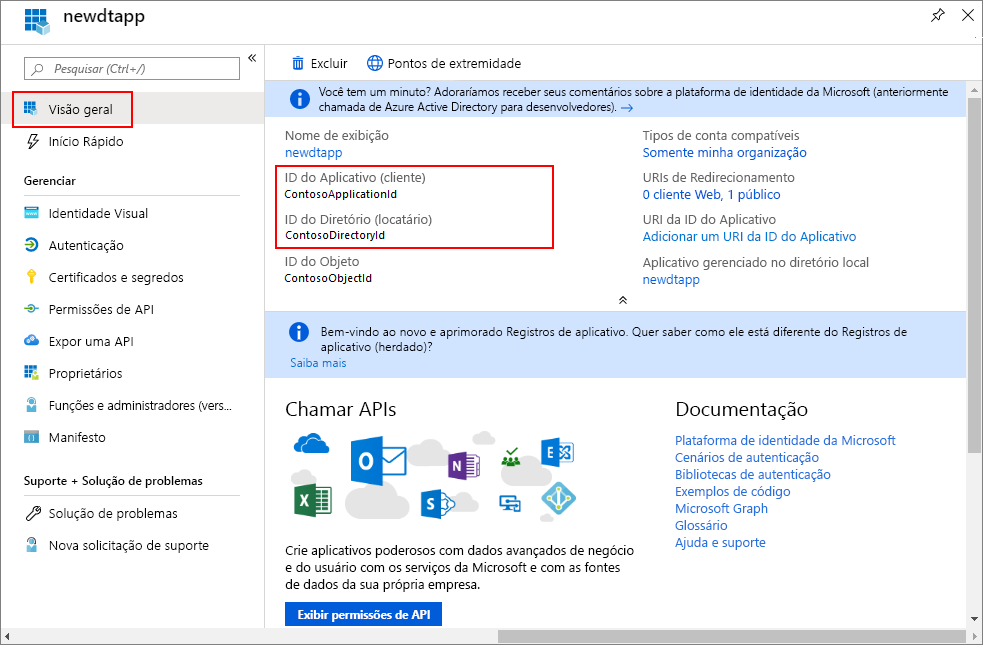 newdtapp
Pesquisar (Ctrl+/)
«
Visão geral
Início Rápido
Gerenciar
Identidade Visual
Autenticação
Certificados e segredos
Permissões de API
Expor uma API
Proprietários
Funções e administradores (vers...
Manifesto
Suporte + Solução de problemas
Solução de problemas
Nova solicitação de suporte
Excluir
Pontos de extremidade
Você tem um minuto? Adoraríamos receber seus comentários sobre a plataforma de identidade da Microsoft (anteriormente
chamada de Azure Active Directory para desenvolvedores). →
Nome de exibição
newdtapp
ID do Aplicativo (cliente)
ContosoApplicationId
ID do Diretório (locatário)
ContosoDirectoryId
ID do Objeto
ContosoObjectId
Tipos de conta compatíveis
Somente minha organização
URIs de Redirecionamento
0 cliente Web, 1 público
URI da ID do Aplicativo
Adicionar um URI da ID do Aplicativo
Aplicativo gerenciado no diretório local
newdtapp
Bem-vindo ao novo e aprimorado Registros de aplicativo. Quer saber como ele está diferente do Registros de
aplicativo (herdado)?
Saiba mais
Chamar APIs
Crie aplicativos poderosos com dados avançados de negócio
e do usuário com os serviços da Microsoft e com as fontes
de dados da sua própria empresa.
Exibir permissões de API
Documentação
Plataforma de identidade da Microsoft
Cenários de autenticação
Bibliotecas de autenticação
Exemplos de código
Microsoft Graph
Glossário
Ajuda e suporte